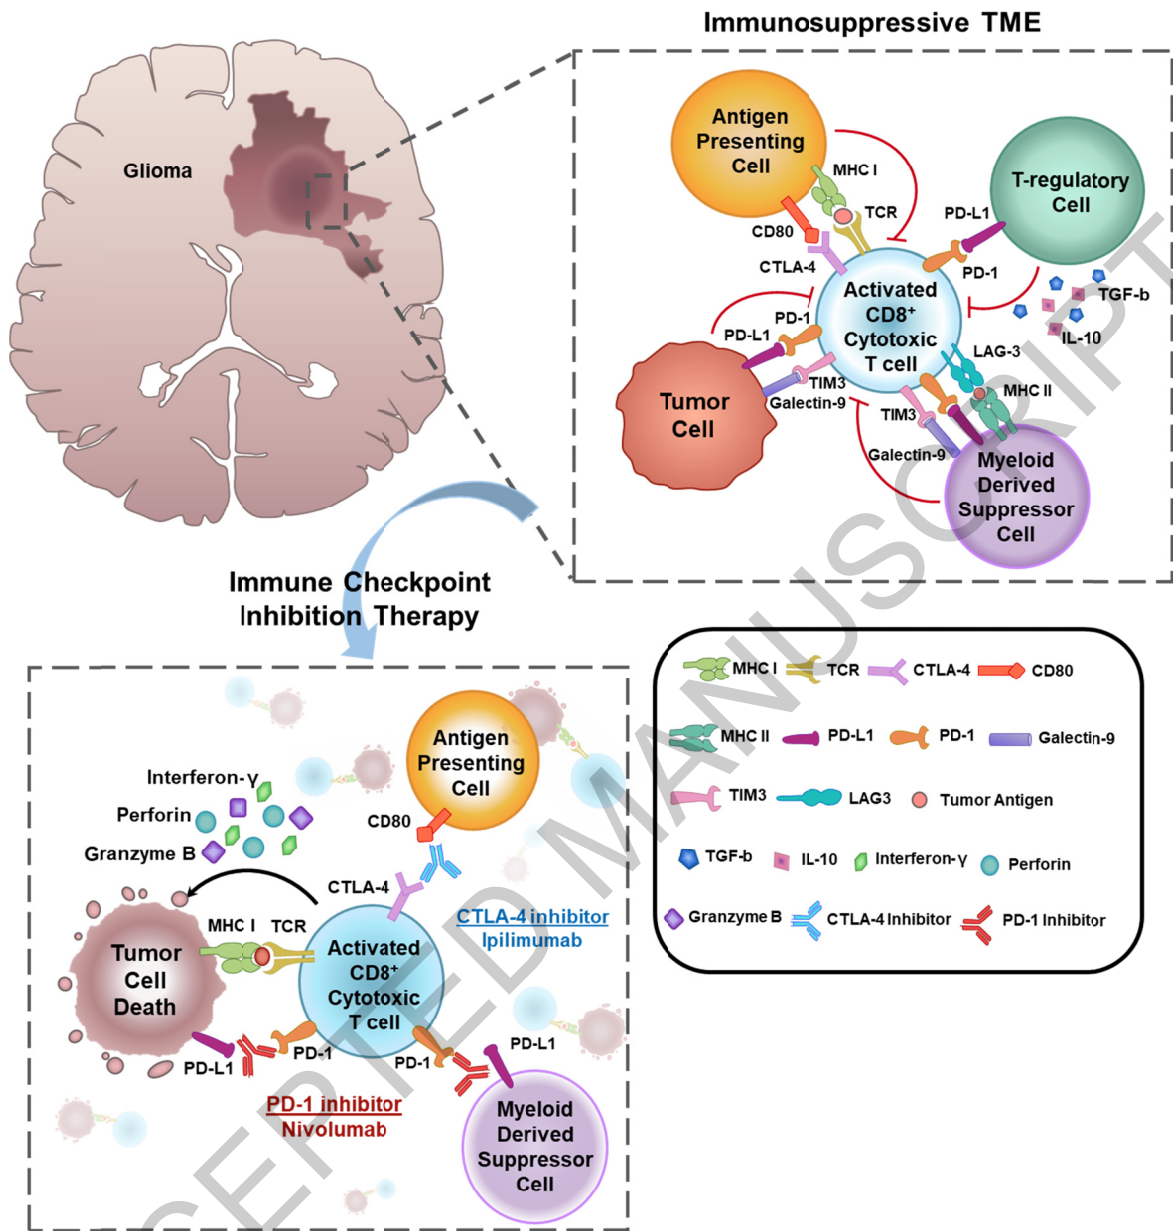 Immunosuppressive TME
Glioma
Antigen
Presenting
Cell
MHC I
TCR
CD80
CTLA-4
T-regulatory
Cell
PD-L1
PD-1
TGF-b
IL-10
Activated
CD8+
Cytotoxic
T cell
PD-1
PD-L1
TIM3
Galectin-9
Tumor
Cell
LAG-3
MHC II
TIM3
Galectin-9
Myeloid
Derived
Suppressor
Cell
Immune Checkpoint
Inhibition Therapy
Antigen
Presenting
Cell
Interferon-γ
Perforin
Granzyme B
CD80
CTLA-4
CTLA-4 inhibitor
Ipilimumab
MHC I
TCR
Tumor
Cell
Death
Activated
CD8+
Cytotoxic
T cell
PD-L1
PD-1
PD-1
PD-L1
PD-1 inhibitor
Nivolumab
Myeloid
Derived
Suppressor
Cell
MHC I TCR CTLA-4 CD80
MHC II PD-L1 PD-1 Galectin-9
TIM3 LAG3 Tumor Antigen
TGF-b IL-10 Interferon-γ Perforin
Granzyme B CTLA-4 Inhibitor PD-1 Inhibitor
CEPTED MANUSCRIPT